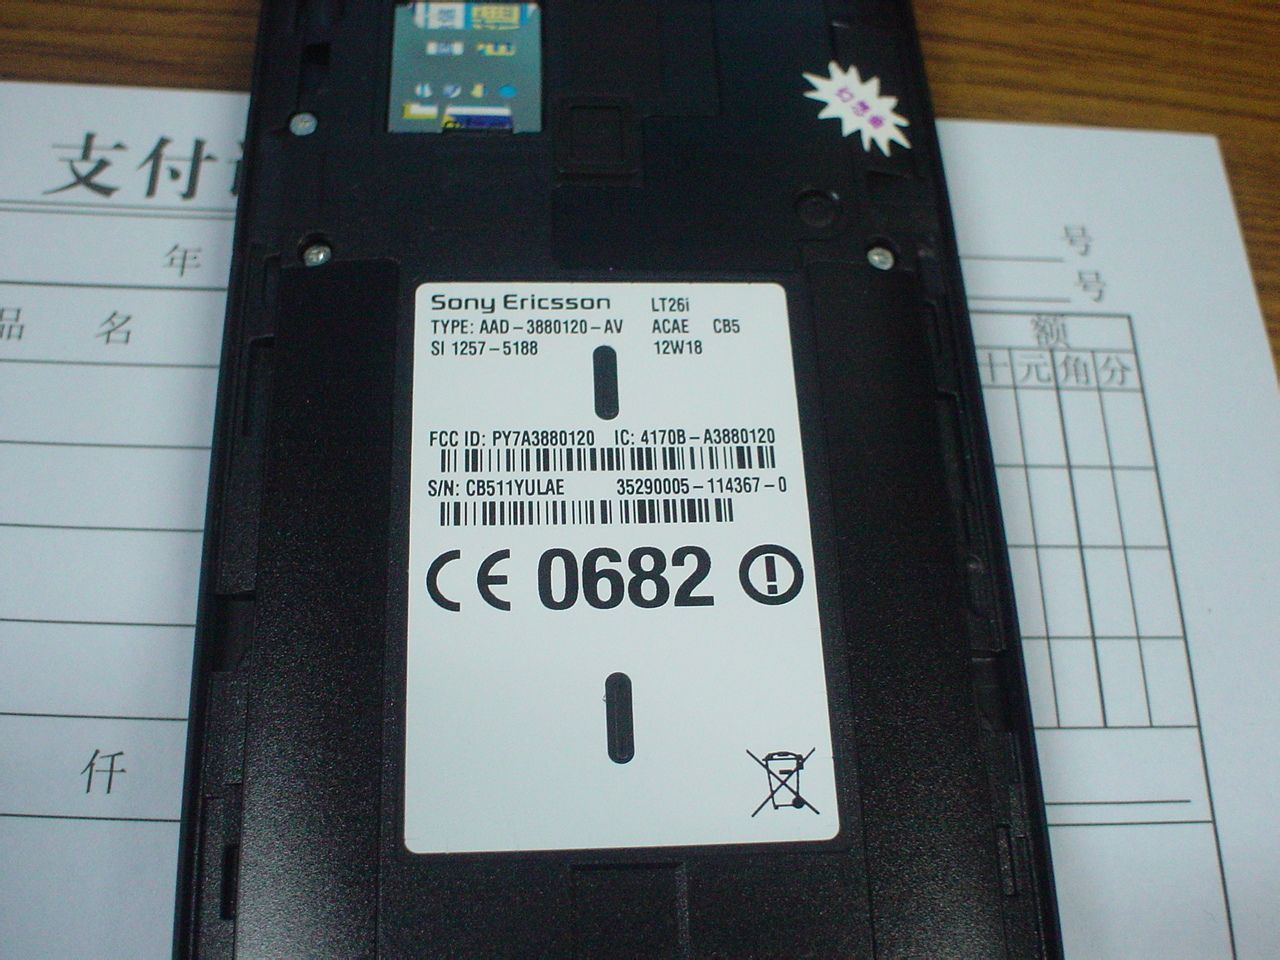 支付
年
品 名
仟
号
号
额
十 元 角 分
Sony Ericsson LT26i
TYPE: AAD-3880120-AV ACAE CB5
SI 1257-5188 12W18
FCC ID: PY7A3880120 IC: 4170B-A3880120
S/N: CB511YULAE 35290005-114367-0
CE 0682